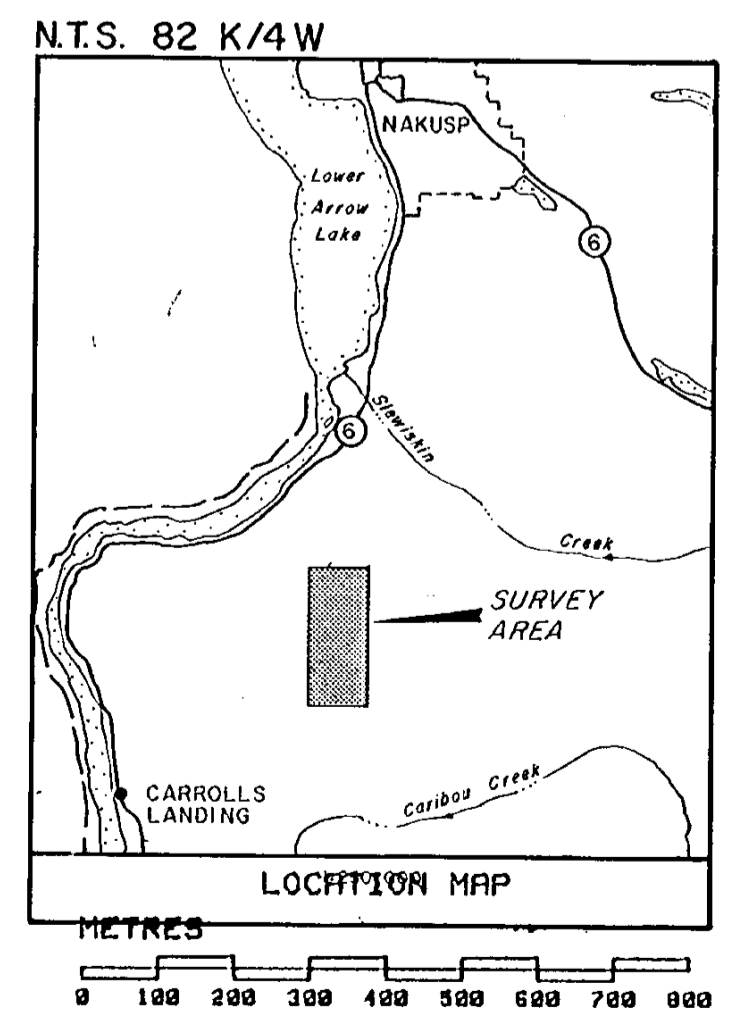 N.T.S. 82 K/4 W
NAKUSP
Lower
Arrow
Lake
6
Slewiskin
6
Creek
SURVEY
AREA
CARROLLS
LANDING
Caribou Creek
LOCATION MAP
METRES
0 100 200 300 400 500 600 700 800